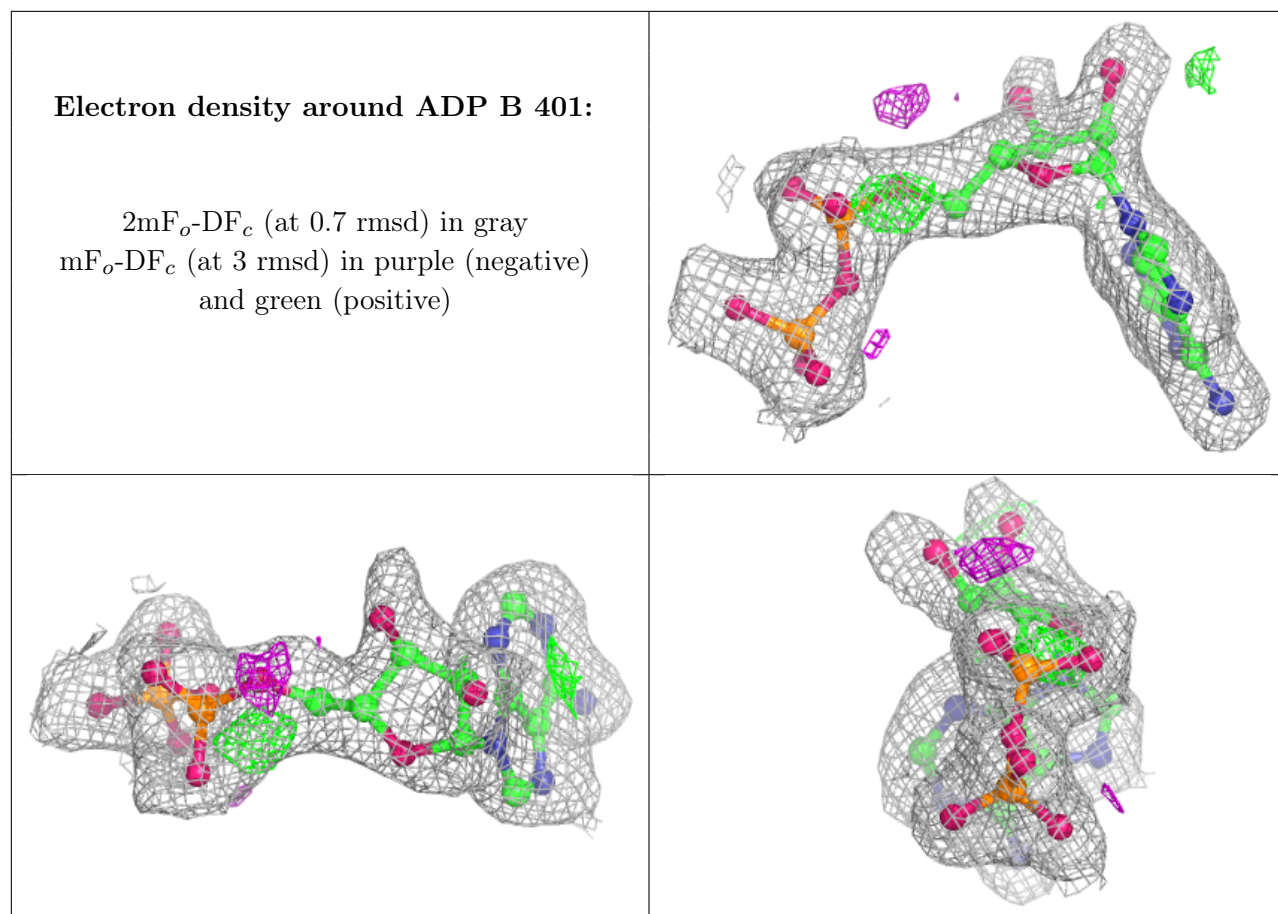 Electron density around ADP B 401:
2mFo-DFc (at 0.7 rmsd) in gray
mFo-DFc (at 3 rmsd) in purple (negative)
and green (positive)